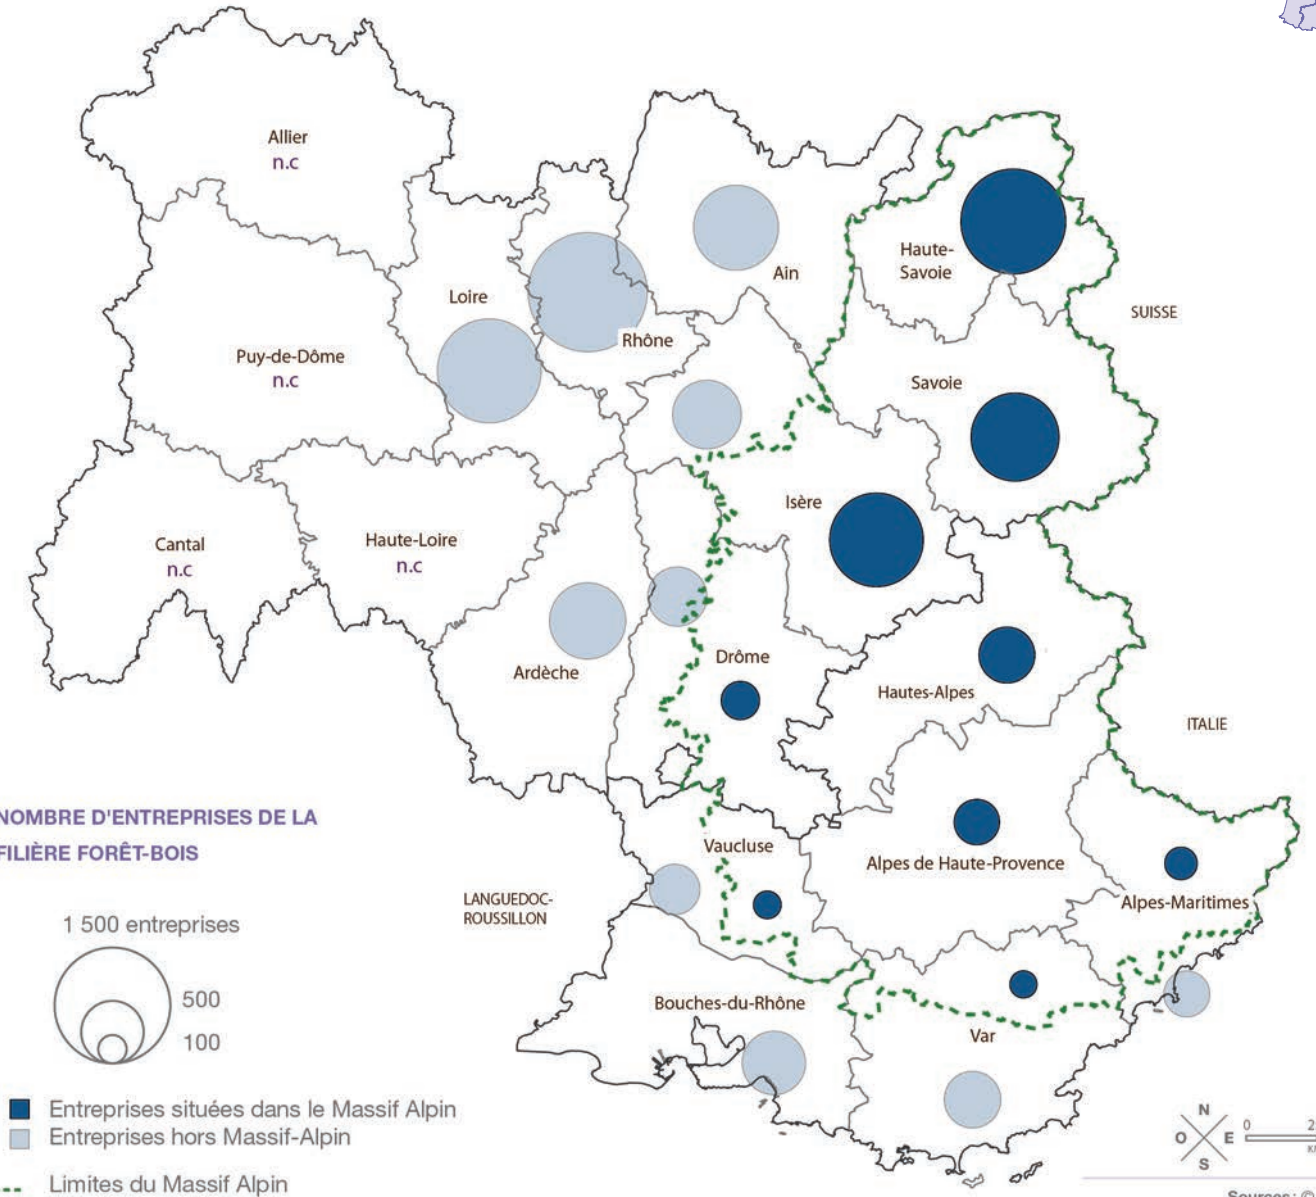 Allier
n.c
Haute-
Savoie
Ain
Loire
SUISSE
Rhône
Puy-de-Dôme
n.c
Savoie
Isère
Cantal
n.c
Haute-Loire
n.c
Drôme
Ardèche
Hautes-Alpes
ITALIE
NOMBRE D'ENTREPRISES DE LA
FILIÈRE FORÊT-BOIS
Vaucluse
Alpes de Haute-Provence
LANGUEDOC-
ROUSSILLON
Alpes-Maritimes
1 500 entreprises
500
100
Bouches-du-Rhône
Var
Entreprises situées dans le Massif Alpin
Entreprises hors Massif-Alpin
Limites du Massif Alpin
N
O E
S
0
Sources: ©